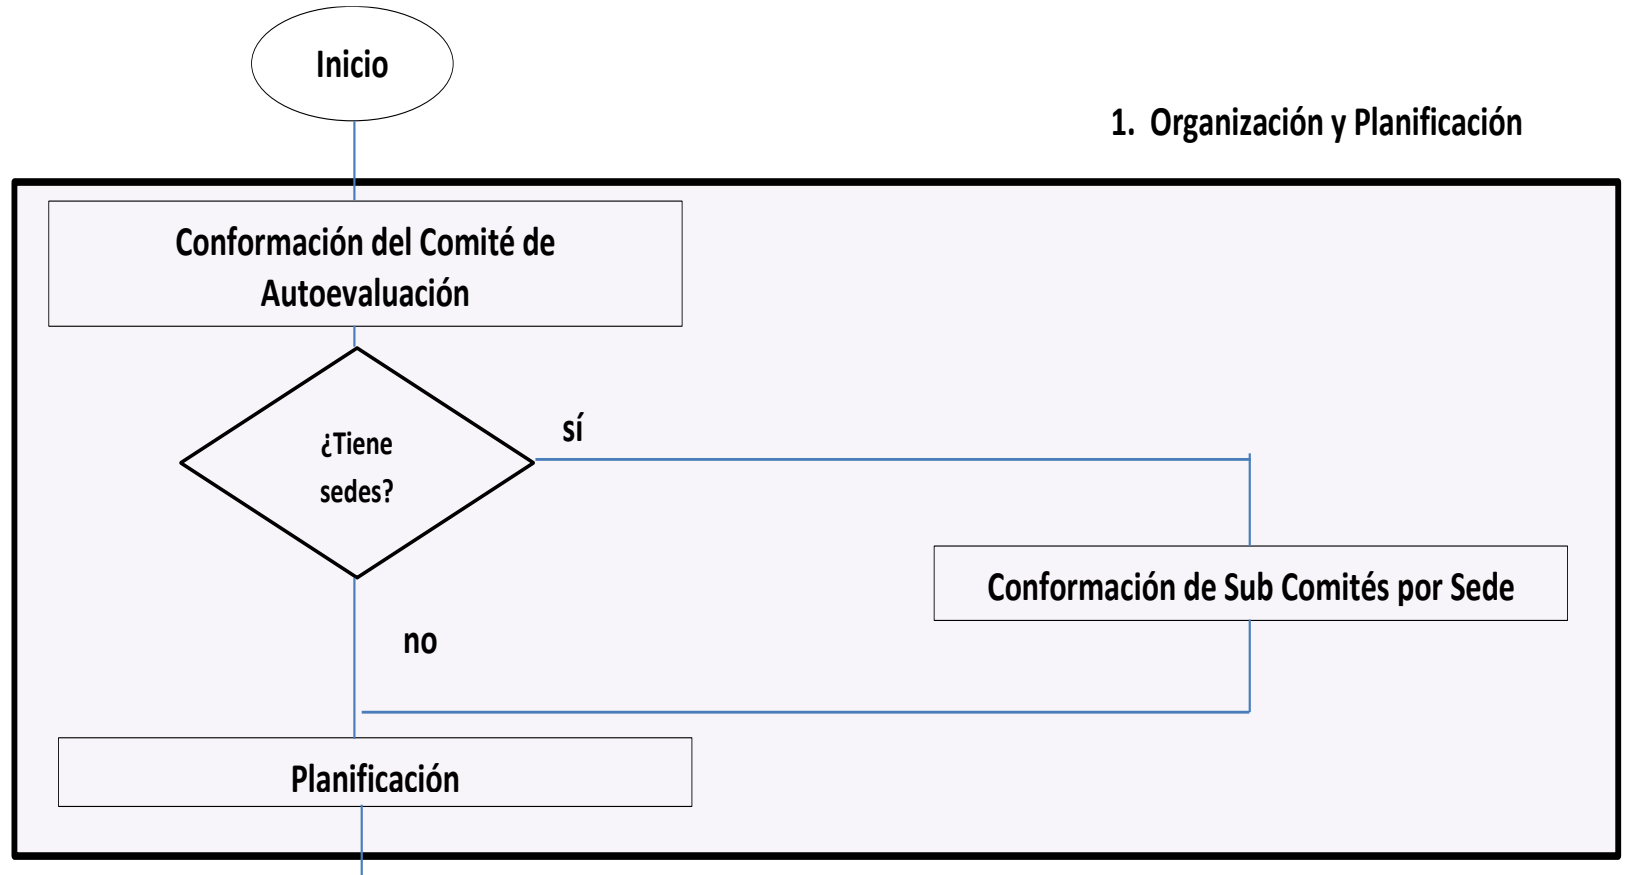 Inicio
1. Organización y Planificación
Conformación del Comité de
Autoevaluación
¿Tiene
sedes?
sí
Conformación de Sub Comités por Sede
no
Planificación